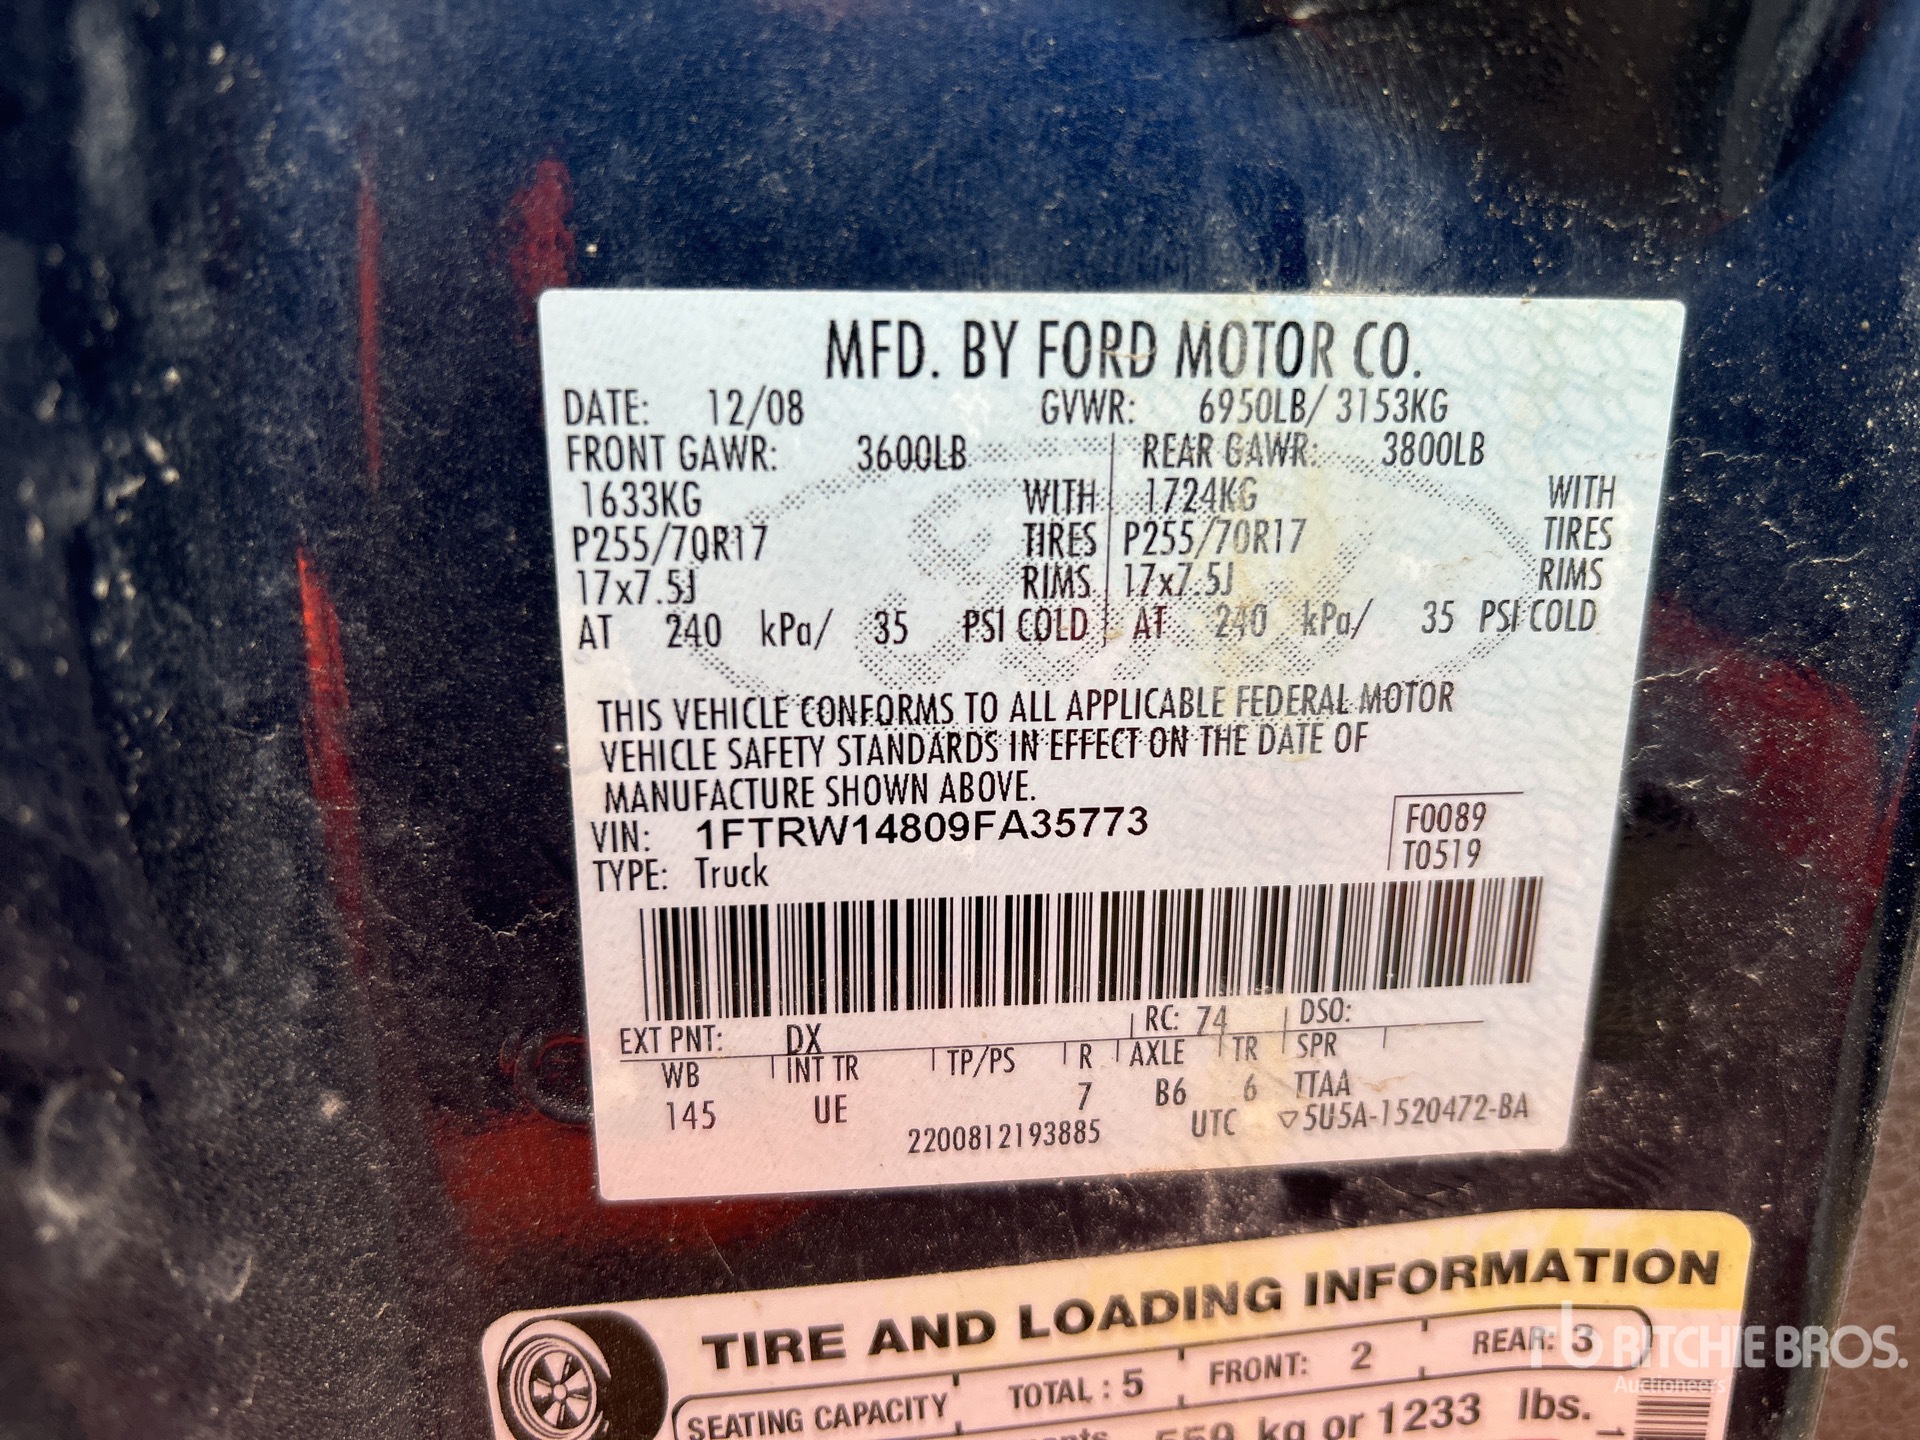 MFD. BY FORD MOTOR CO.
DATE: 12/08 GVWR: 6950LB/ 3153KG
FRONT GAWR: 3600LB REAR GAWR: 3800LB
1633KG WITH 1724KG WITH
P255/70R17 TIRES P255/70R17 TIRES
17x7.5J RIMS 17x7.5J RIMS
AT 240 kPa/ 35 PSI COLD AT 240 kPa/ 35 PSI COLD
THIS VEHICLE CONFORMS TO ALL APPLICABLE FEDERAL MOTOR
VEHICLE SAFETY STANDARDS IN EFFECT ON THE DATE OF
MANUFACTURE SHOWN ABOVE.
VIN: 1FTRW14809FA35773 F0089
TYPE: Truck T0519
EXT PNT: DX RC: 74 DSO:
WB INT TR TP/PS R AXLE TR SPR
145 UE 7 B6 6 TTAA
2200812193885 UTC ▽5U5A-1520472-BA
TIRE AND LOADING INFORMATION
SEATING CAPACITY TOTAL : 5 FRONT: 2 REAR: 3
559 kg or 1233 lbs.
rb RITCHIE BROS.
Auctioneers